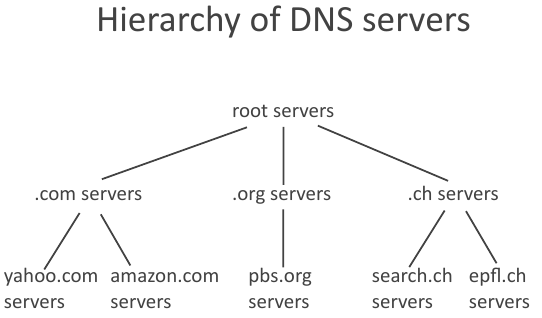 Hierarchy of DNS servers
root servers
.com servers
.org servers
.ch servers
yahoo.com
servers
amazon.com
servers
pbs.org
servers
search.ch
servers
epfl.ch
servers